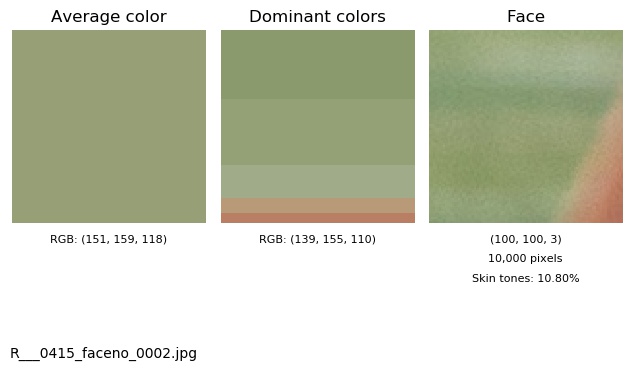 Average color
Dominant colors
Face
RGB: (151, 159, 118)
RGB: (139, 155, 110)
(100, 100, 3)
10,000 pixels
Skin tones: 10.80%
R___0415_faceno_0002.jpg